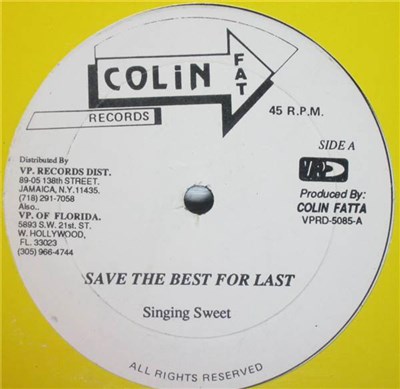 COLiN
FAT
RECORDS
45 R.P.M.
SIDE A
Distributed By
VP. RECORDS DIST.
89-05 138th STREET.
JAMAICA, N.Y.11435.
(718) 291-7058
Also..
VP. OF FLORIDA.
5893 S.W. 21st. ST.
W. HOLLYWOOD,
FL. 33023
(305) 966-4744
VP
Produced By:
COLIN FATTA
VPRD-5085-A
SAVE THE BEST FOR LAST
Singing Sweet
ALL RIGHTS RESERVED